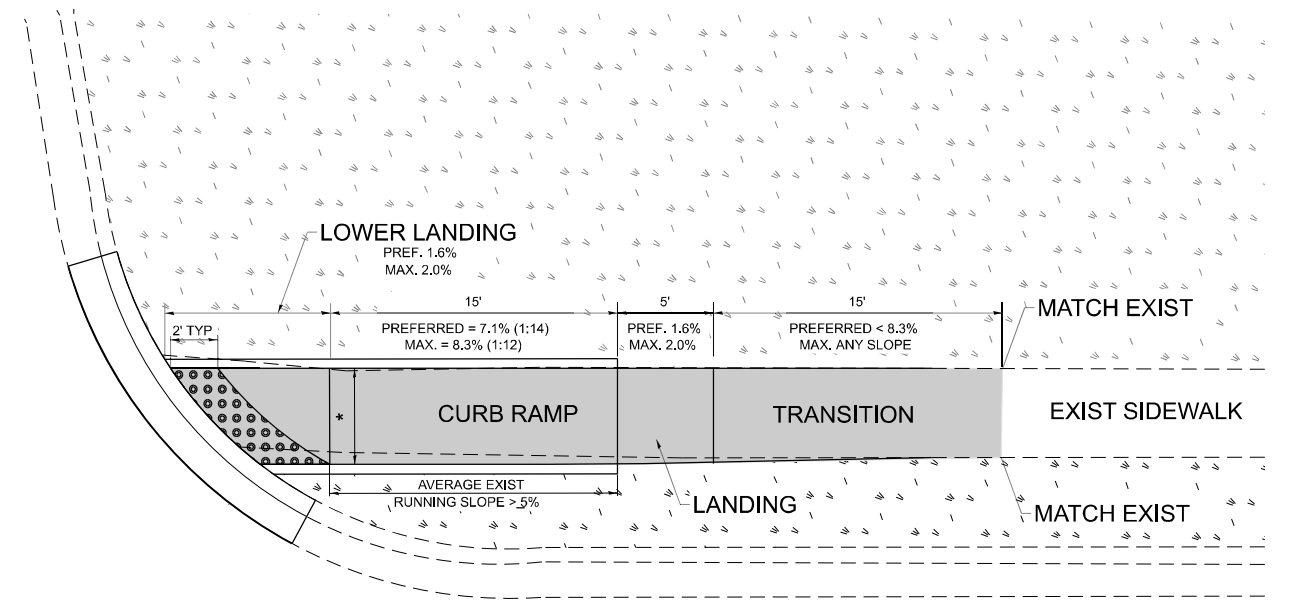 LOWER LANDING
PREF. 1.6%
MAX. 2.0%
15'
5'
15'
MATCH EXIST
2' TYP
PREFERRED = 7.1% (1:14)
MAX. = 8.3% (1:12)
PREF. 1.6%
MAX. 2.0%
PREFERRED < 8.3%
MAX. ANY SLOPE
*
CURB RAMP
TRANSITION
EXIST SIDEWALK
AVERAGE EXIST
RUNNING SLOPE > 5%
LANDING
MATCH EXIST